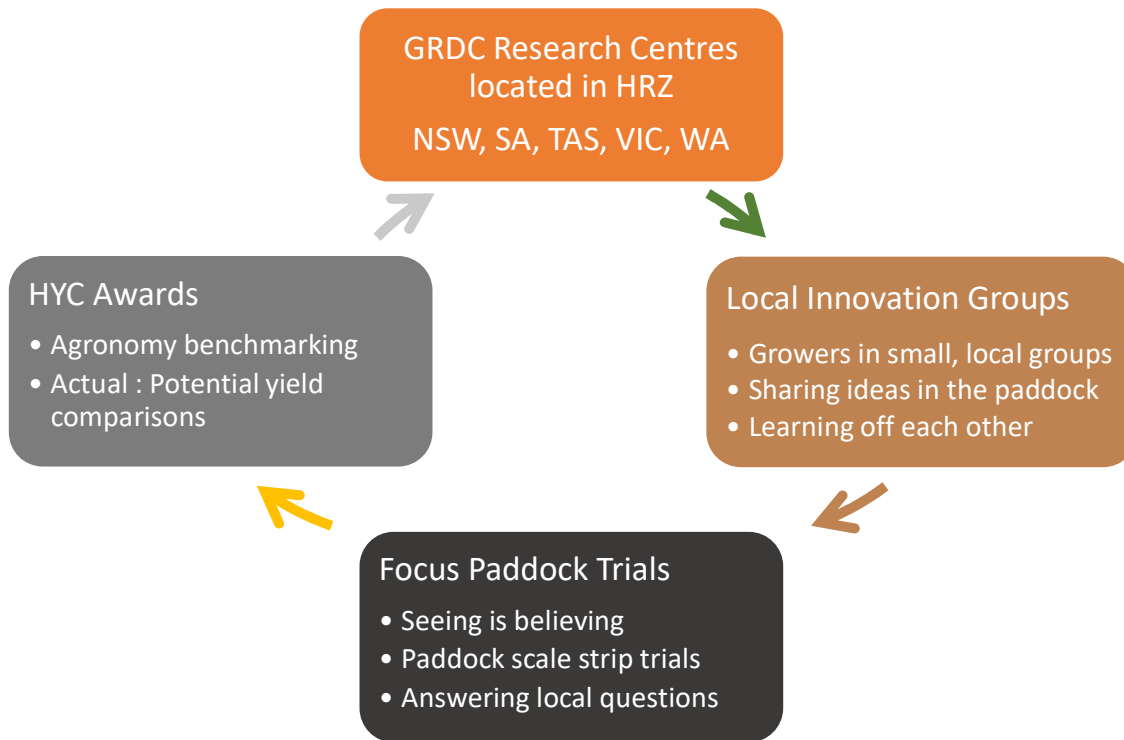 GRDC Research Centres
located in HRZ
NSW, SA, TAS, VIC, WA
HYC Awards
• Agronomy benchmarking
• Actual : Potential yield
comparisons
Local Innovation Groups
• Growers in small, local groups
• Sharing ideas in the paddock
• Learning off each other
Focus Paddock Trials
• Seeing is believing
• Paddock scale strip trials
• Answering local questions